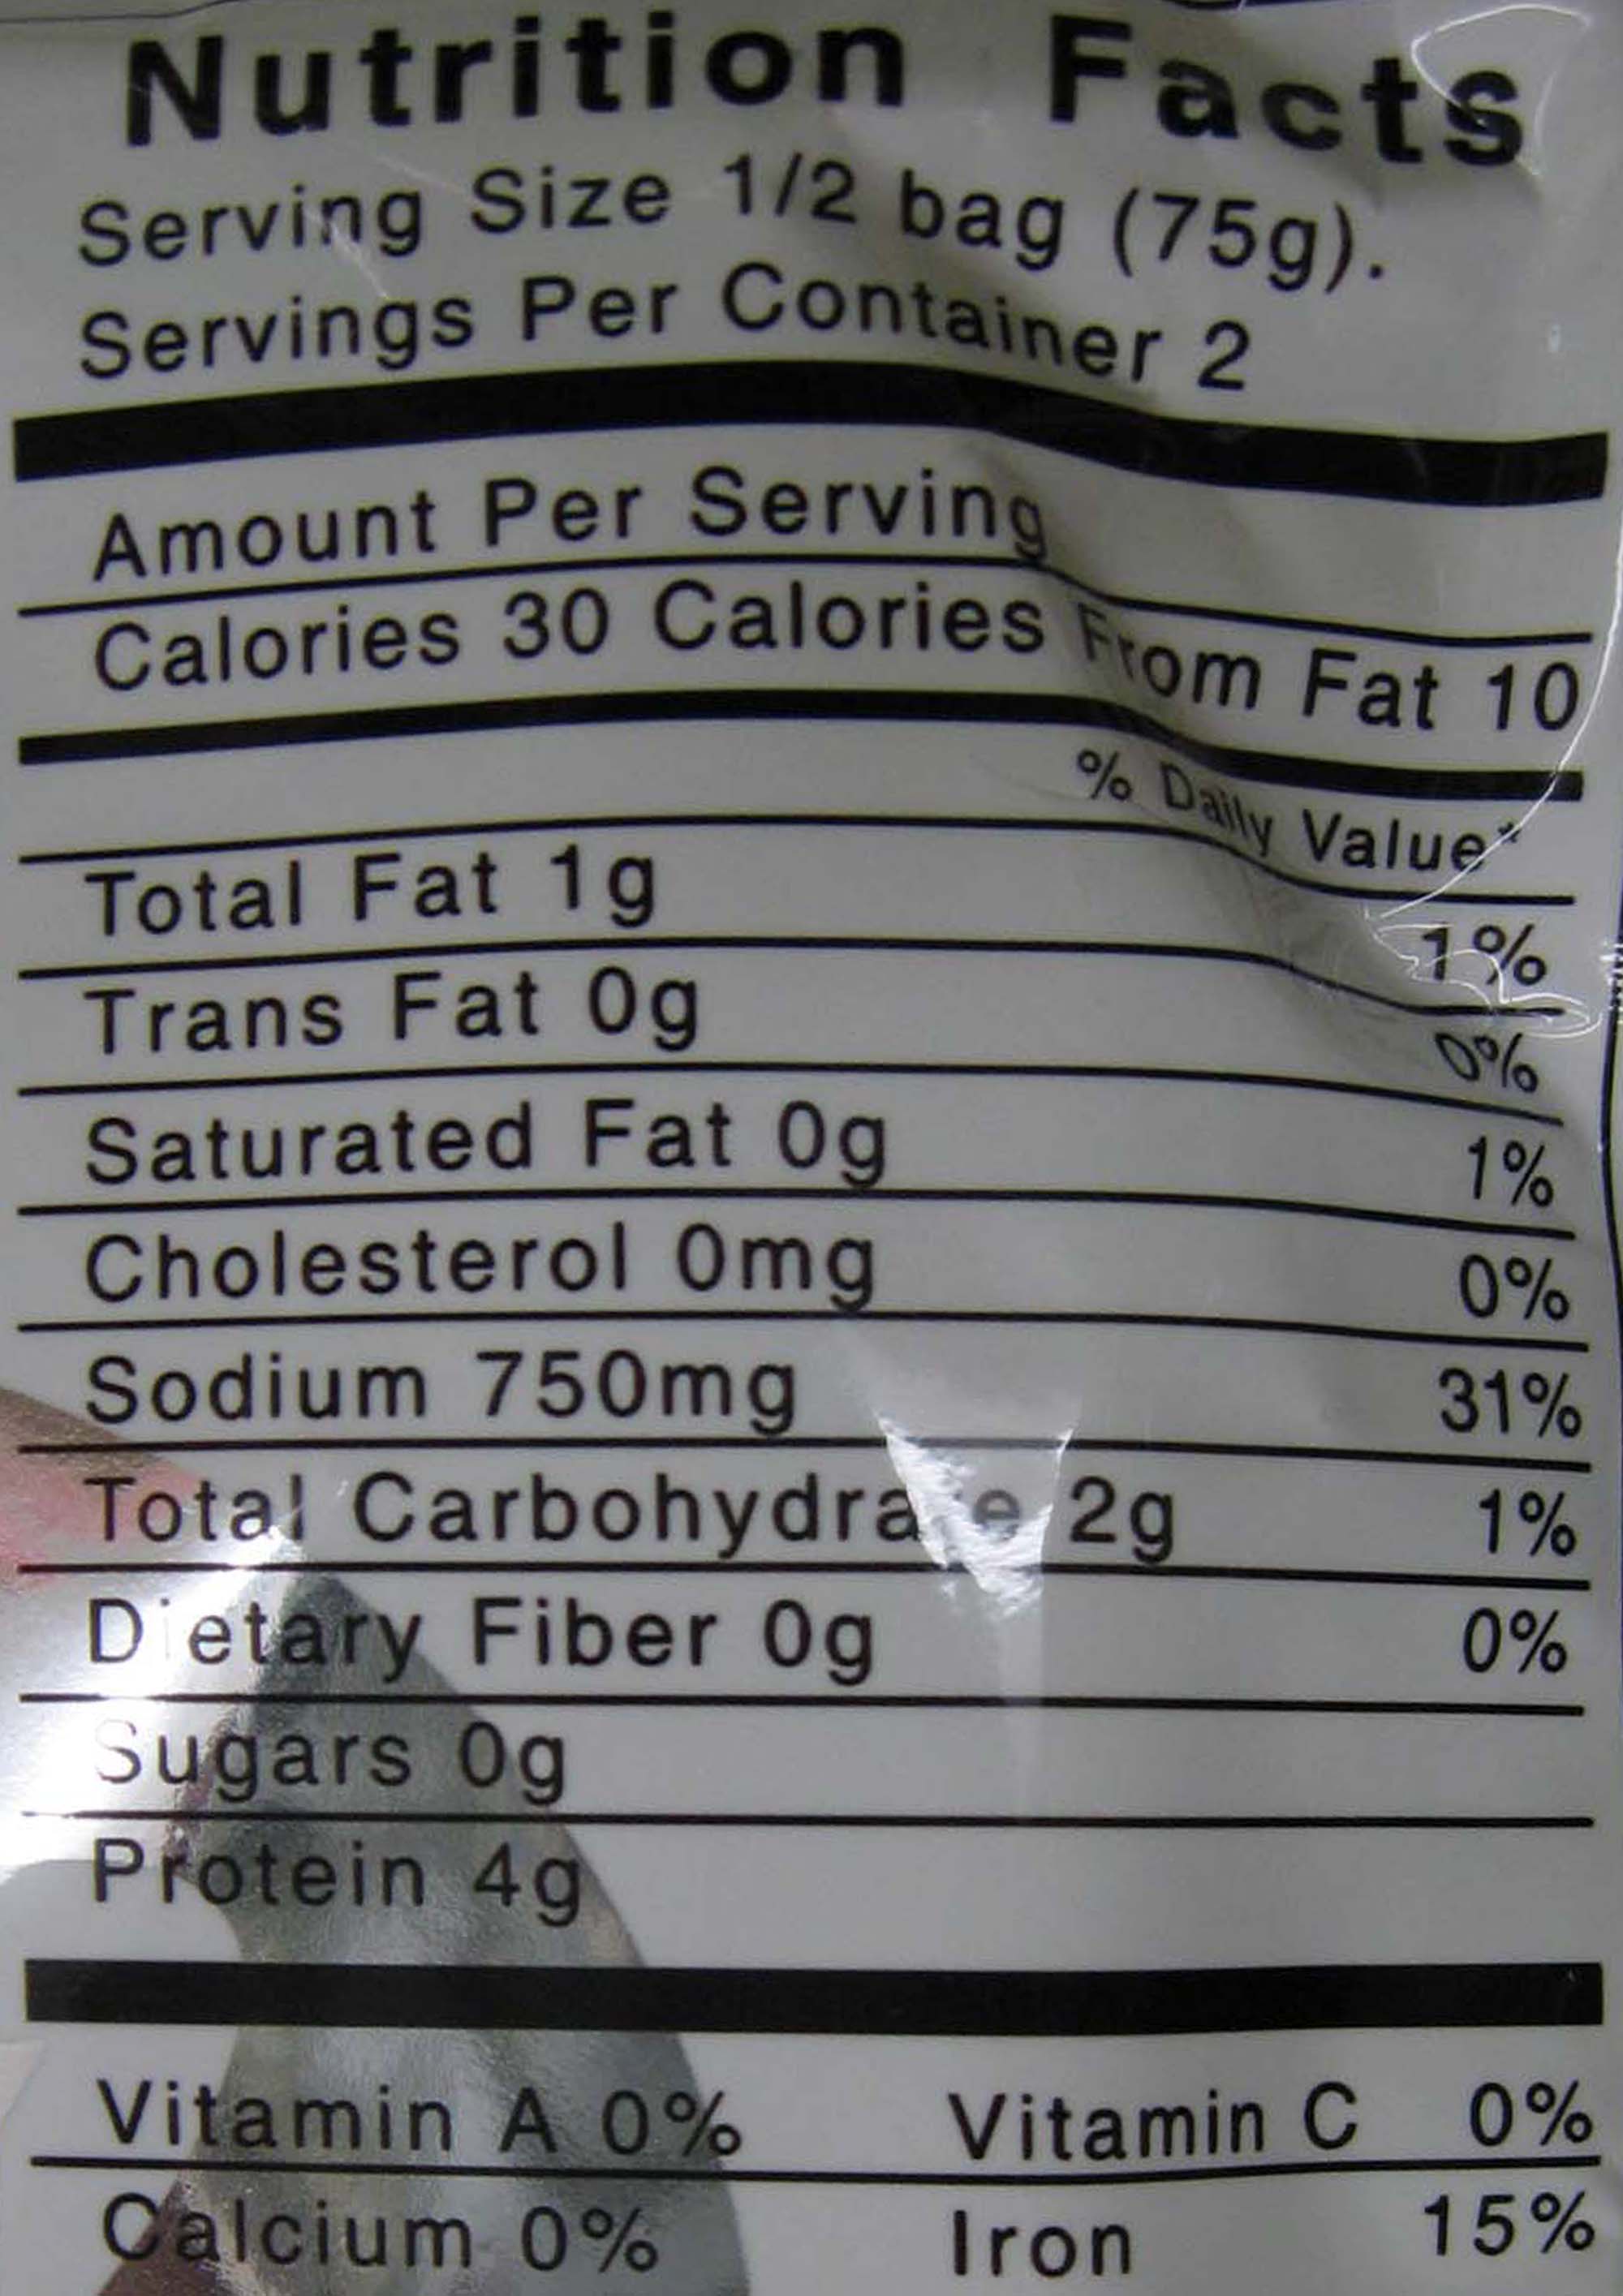 Nutrition Facts
Serving Size 1/2 bag (75g).
Servings Per Container 2
Amount Per Serving
Calories 30 Calories From Fat 10
% Daily Value*
Total Fat 1g 1%
Trans Fat 0g 0%
Saturated Fat 0g 1%
Cholesterol 0mg 0%
Sodium 750mg 31%
Total Carbohydrate 2g 1%
Dietary Fiber 0g 0%
Sugars 0g
Protein 4g
Vitamin A 0% Vitamin C 0%
Calcium 0% Iron 15%